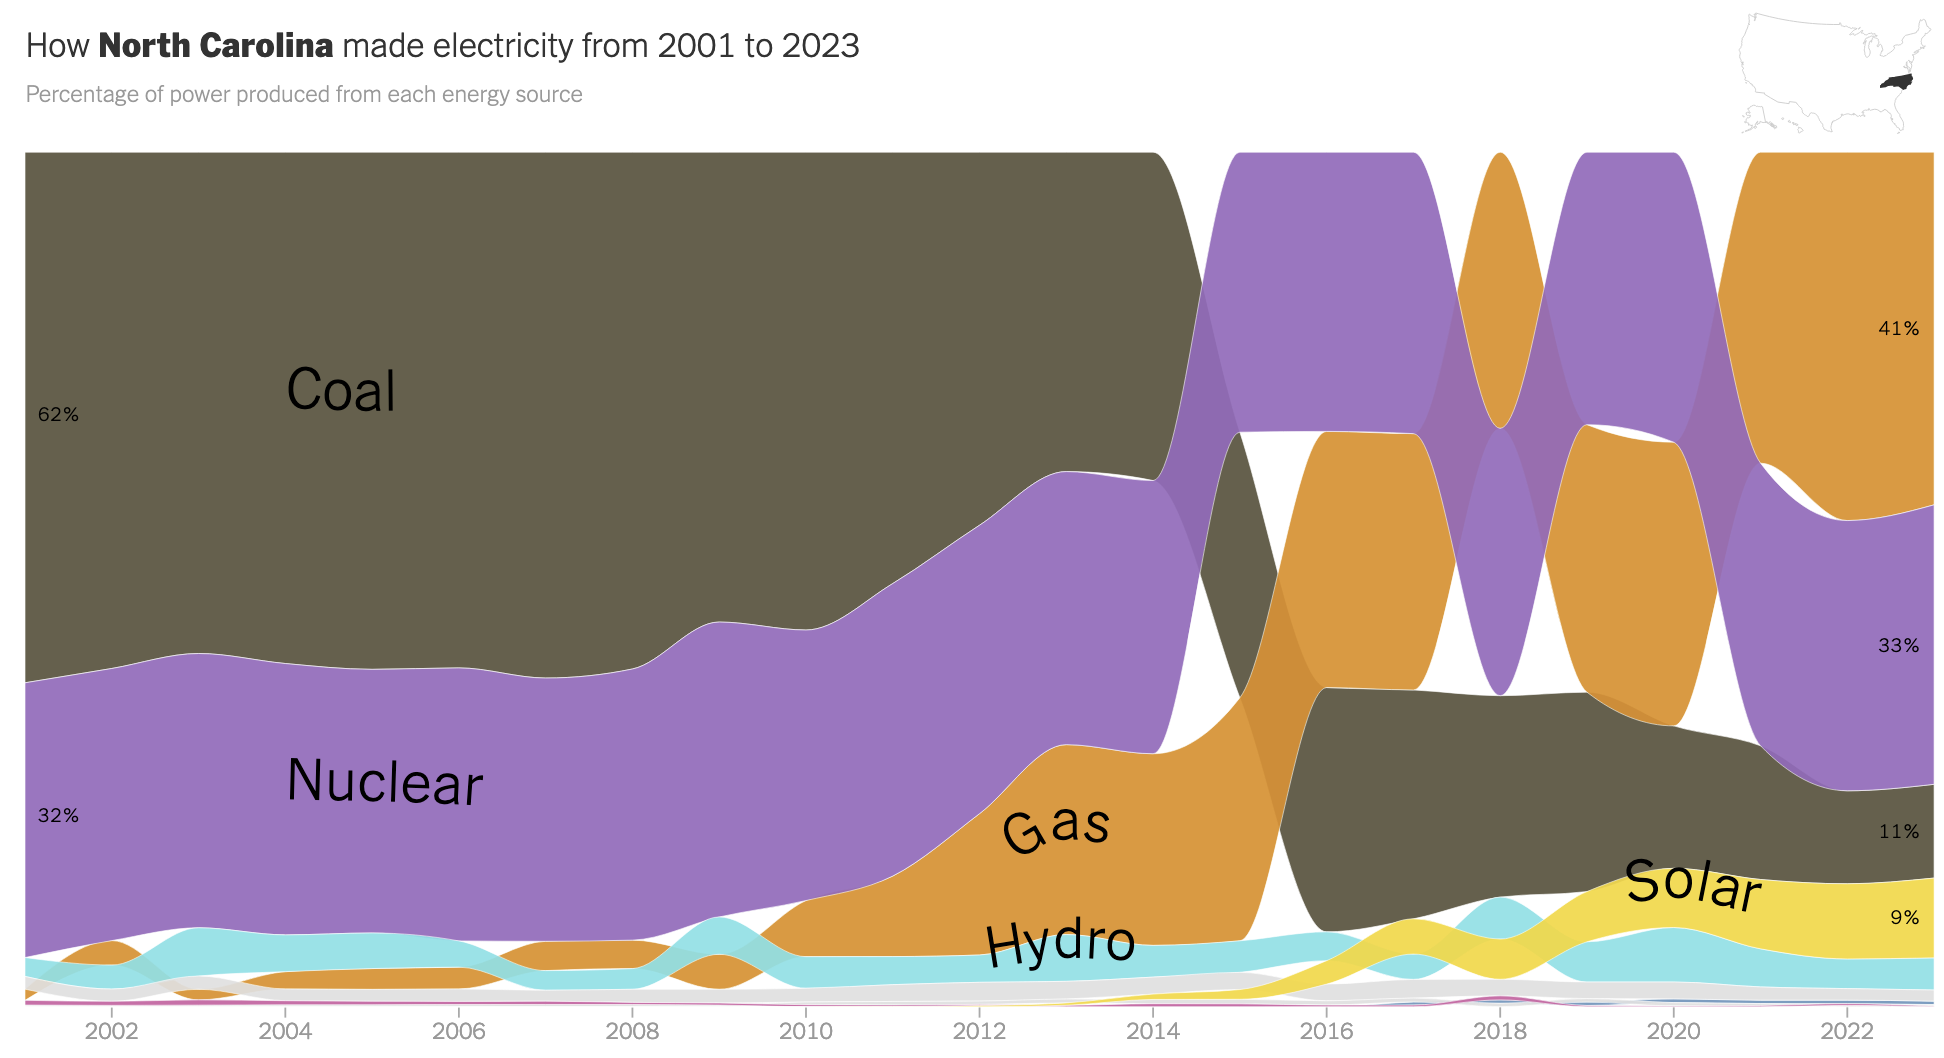 How North Carolina made electricity from 2001 to 2023
Percentage of power produced from each energy source
41%
Coal
62%
33%
Nuclear
32%
Gas
11%
Solar
9%
Hydro
2002 2004 2006 2008 2010 2012 2014 2016 2018 2020 2022